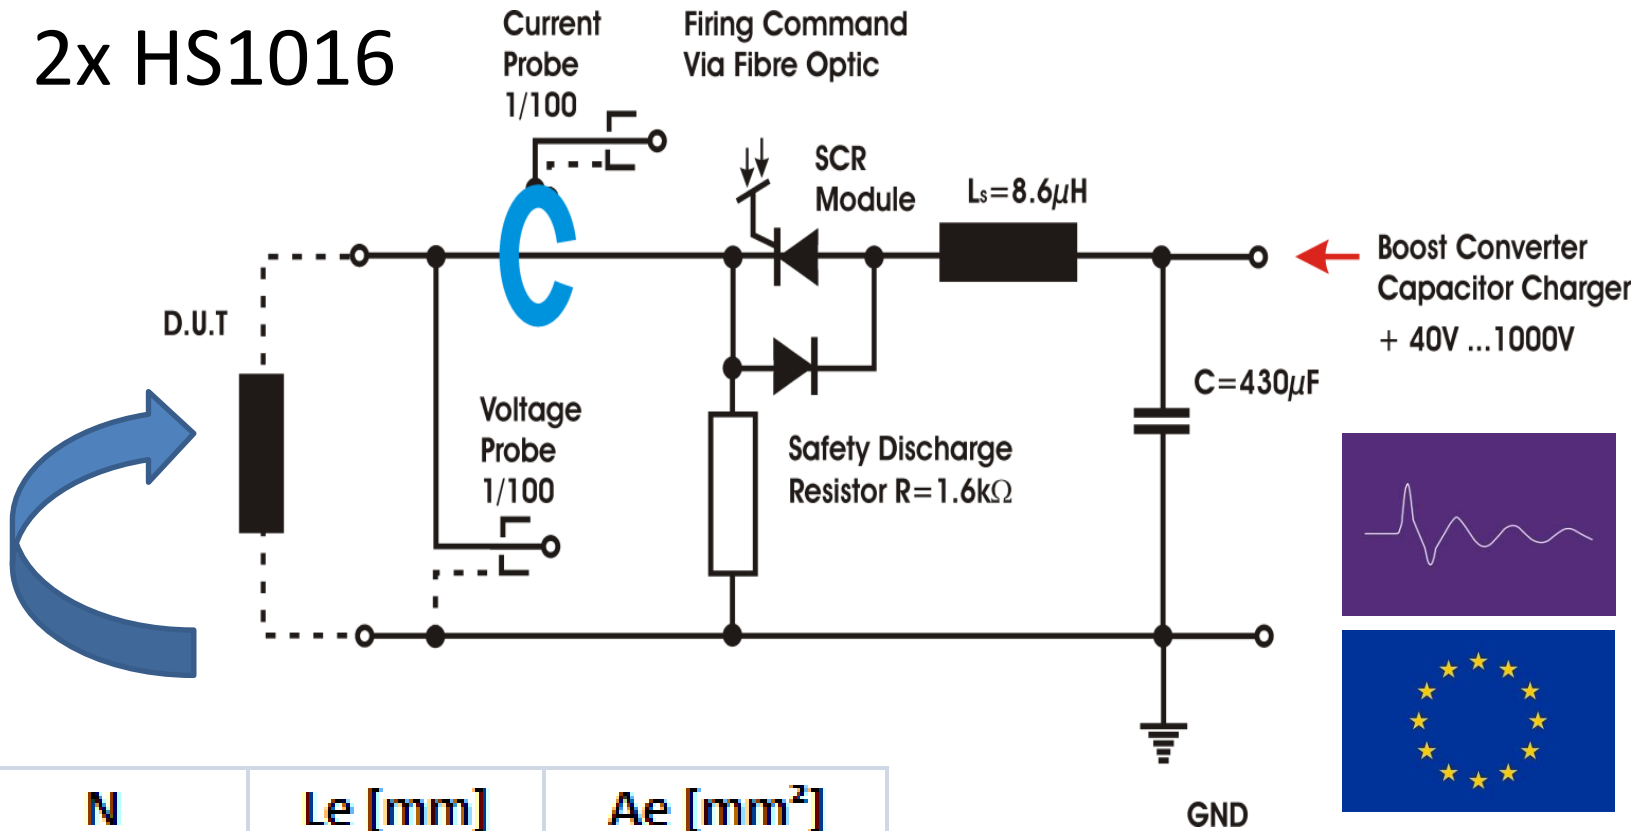 2x HS1016
Current
Probe
1/100
Firing Command
Via Fibre Optic
SCR
Module
Ls=8.6μH
Boost Converter
Capacitor Charger
+ 40V ...1000V
D.U.T
C=430μF
Voltage
Probe
1/100
Safety Discharge
Resistor R=1.6kΩ
N
Le [mm]
Ae [mm²]
GND